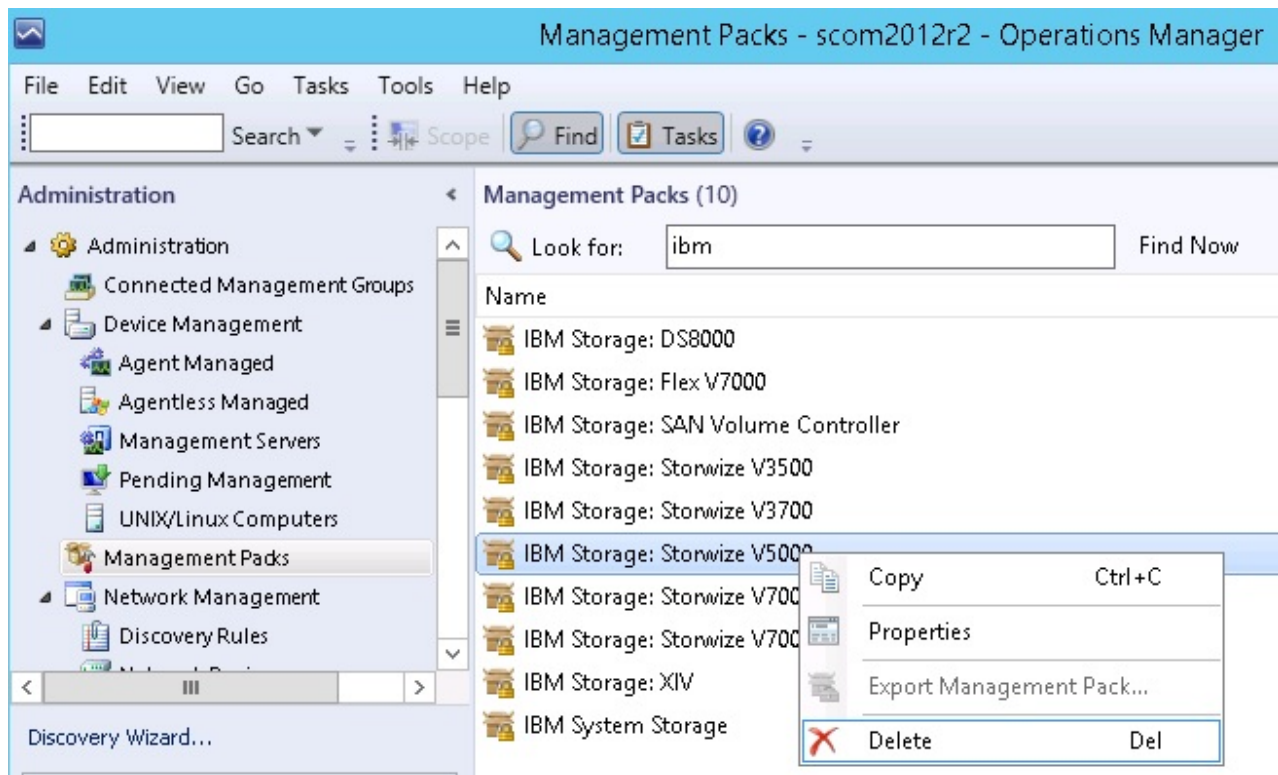 Management Packs - scom2012r2 - Operations Manager
File Edit View Go Tasks Tools Help
Search Scope Find Tasks
Administration
Administration
Connected Management Groups
Device Management
Agent Managed
Agentless Managed
Management Servers
Pending Management
UNIX/Linux Computers
Management Packs
Network Management
Discovery Rules
Discovery Wizard...
Management Packs (10)
Look for: ibm Find Now
Name
IBM Storage: DS8000
IBM Storage: Flex V7000
IBM Storage: SAN Volume Controller
IBM Storage: Storwize V3500
IBM Storage: Storwize V3700
IBM Storage: Storwize V5000
IBM Storage: Storwize V700
IBM Storage: Storwize V700
IBM Storage: XIV
IBM System Storage
Copy Ctrl+C
Properties
Export Management Pack...
Delete Del